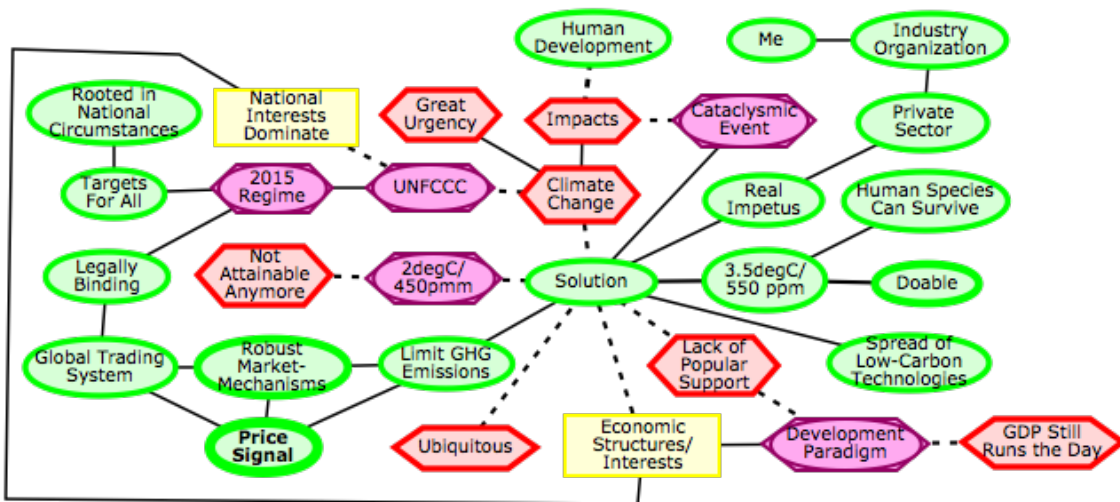 Human
Development
Me
Industry
Organization
Rooted in
National
Circumstances
National
Interests
Dominate
Great
Urgency
Impacts
Cataclysmic
Event
Private
Sector
Targets
For All
2015
Regime
UNFCCC
Climate
Change
Real
Impetus
Human Species
Can Survive
Legally
Binding
Not
Attainable
Anymore
2degC/
450pmm
Solution
3.5degC/
550 ppm
Doable
Global Trading
System
Robust
Market-
Mechanisms
Limit GHG
Emissions
Lack of
Popular
Support
Spread of
Low-Carbon
Technologies
Price
Signal
Ubiquitous
Economic
Structures/
Interests
Development
Paradigm
GDP Still
Runs the Day